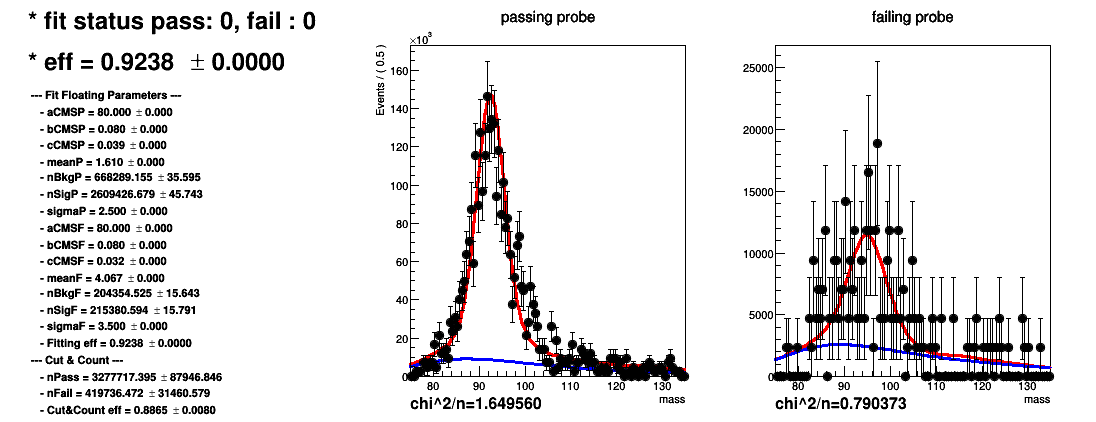 * fit status pass: 0, fail : 0
* eff = 0.9238 ± 0.0000
--- Fit Floating Parameters ---
- aCMSP = 80.000 ± 0.000
- bCMSP = 0.080 ± 0.000
- cCMSP = 0.039 ± 0.000
- meanP = 1.610 ± 0.000
- nBkgP = 668289.155 ± 35.595
- nSigP = 2609426.679 ± 45.743
- sigmaP = 2.500 ± 0.000
- aCMSF = 80.000 ± 0.000
- bCMSF = 0.080 ± 0.000
- cCMSF = 0.032 ± 0.000
- meanF = 4.067 ± 0.000
- nBkgF = 204354.525 ± 15.643
- nSigF = 215380.594 ± 15.791
- sigmaF = 3.500 ± 0.000
- Fitting eff = 0.9238 ± 0.0000
--- Cut & Count ---
- nPass = 3277717.395 ± 87946.846
- nFail = 419736.472 ± 31460.579
- Cut&Count eff = 0.8865 ± 0.0080
passing probe
×10³
Events / ( 0.5 )
160
140
120
100
80
60
40
20
0
80 90 100 110 120 130
mass
chi^2/n=1.649560
failing probe
25000
20000
15000
10000
5000
0
80 90 100 110 120 130
mass
chi^2/n=0.790373